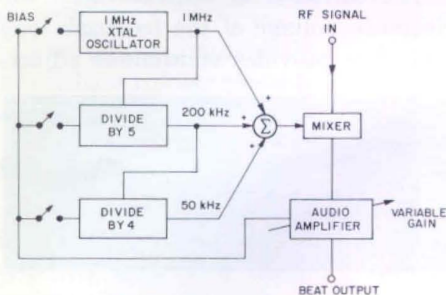 BIAS
1 MHz
XTAL
OSCILLATOR
1 MHz
RF SIGNAL
IN
DIVIDE
BY 5
200 kHz
+
+
+
Σ
MIXER
DIVIDE
BY 4
50 kHz
AUDIO
AMPLIFIER
VARIABLE
GAIN
BEAT OUTPUT